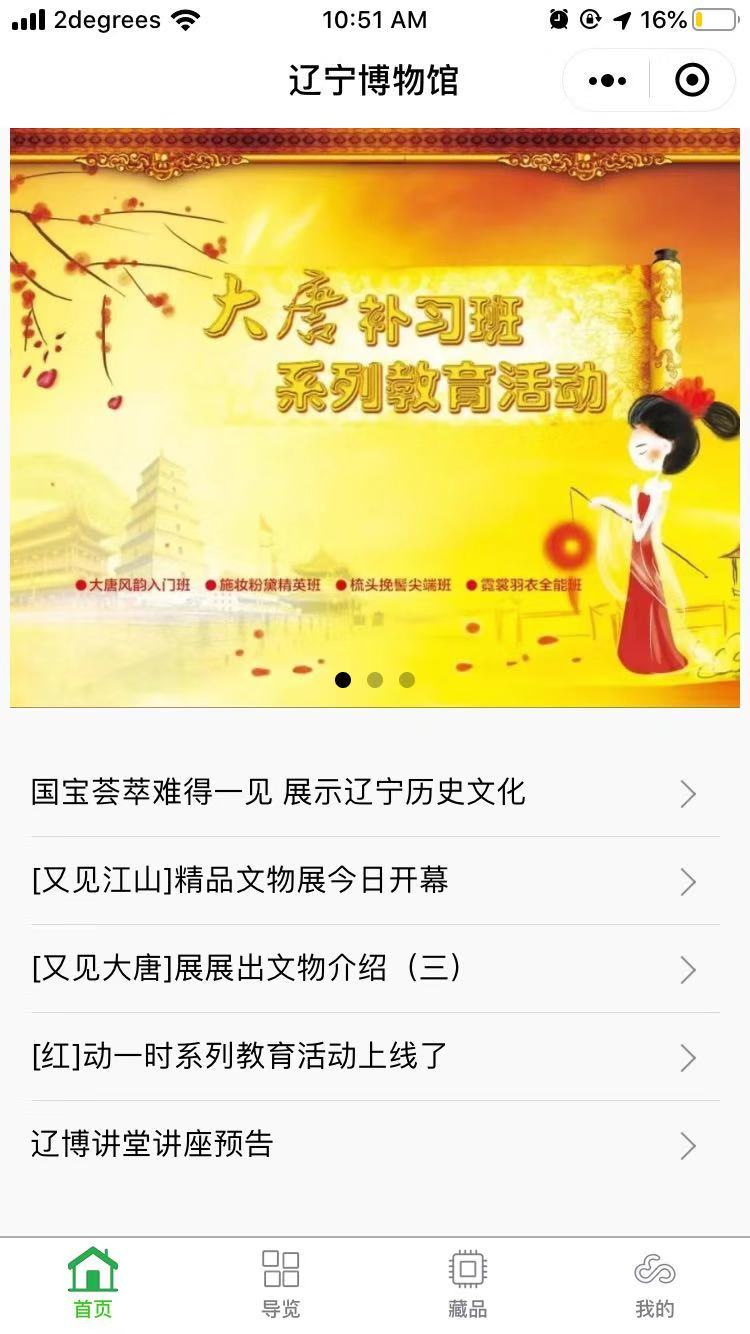 2degrees 10:51 AM 16%
辽宁博物馆
大唐补习班
系列教育活动
●大唐风韵入门班 ●施妆粉黛精英班 ●梳头挽髻尖端班 ●霓裳羽衣全能班
国宝荟萃难得一见 展示辽宁历史文化
[又见江山]精品文物展今日开幕
[又见大唐]展展出文物介绍（三）
[红]动一时系列教育活动上线了
辽博讲堂讲座预告
首页 导览 藏品 我的